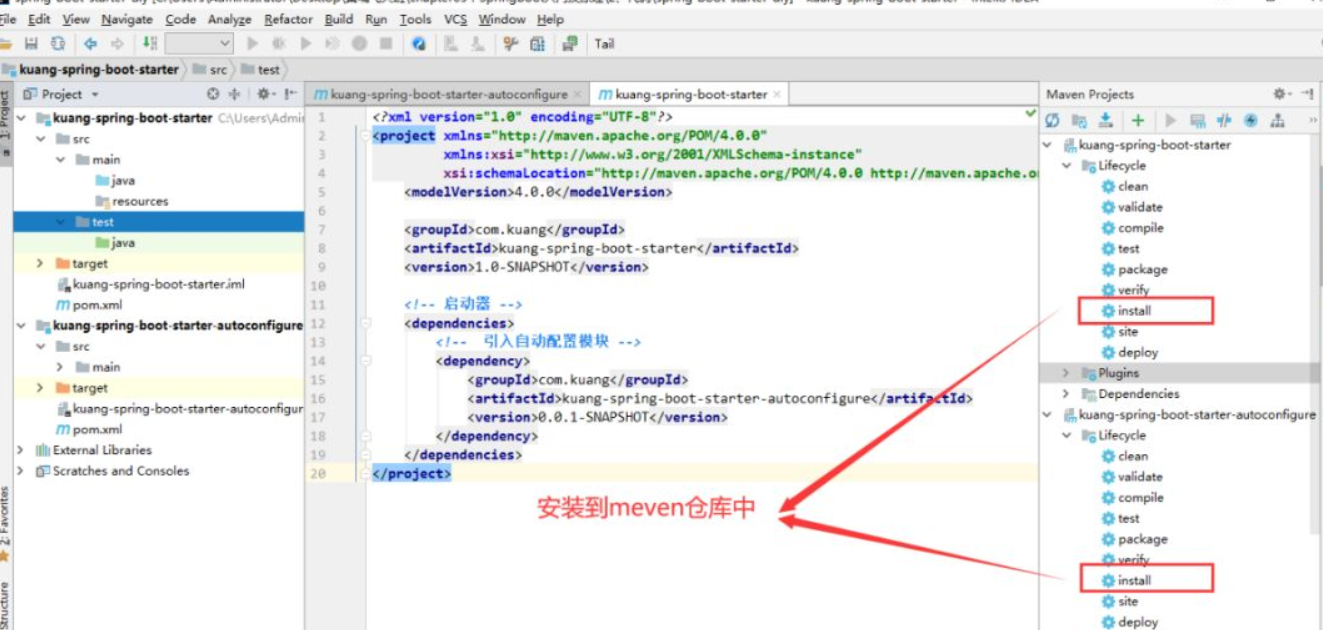 File Edit View Navigate Code Analyze Refactor Build Run Tools VCS Window Help
Tail
kuang-spring-boot-starter src test
1: Project
Project
kuang-spring-boot-starter C:\Users\Admi
src
main
java
resources
test
java
target
kuang-spring-boot-starter.iml
pom.xml
kuang-spring-boot-starter-autoconfigure
src
main
target
kuang-spring-boot-starter-autoconfigur
pom.xml
External Libraries
Scratches and Consoles
2: Favorites
Structure
kuang-spring-boot-starter-autoconfigure kuang-spring-boot-starter
1 <?xml version="1.0" encoding="UTF-8"?>
2 <project xmlns="http://maven.apache.org/POM/4.0.0"
3 xmlns:xsi="http://www.w3.org/2001/XMLSchema-instance"
4 xsi:schemaLocation="http://maven.apache.org/POM/4.0.0 http://maven.apache.o
5 <modelVersion>4.0.0</modelVersion>
6
7 <groupId>com.kuang</groupId>
8 <artifactId>kuang-spring-boot-starter</artifactId>
9 <version>1.0-SNAPSHOT</version>
10
11 <!-- 启动器 -->
12 <dependencies>
13 <!-- 引入自动配置模块 -->
14 <dependency>
15 <groupId>com.kuang</groupId>
16 <artifactId>kuang-spring-boot-starter-autoconfigure</artifactId>
17 <version>0.0.1-SNAPSHOT</version>
18 </dependency>
19 </dependencies>
20 </project>
安装到meven仓库中
Maven Projects
kuang-spring-boot-starter
Lifecycle
clean
validate
compile
test
package
verify
install
site
deploy
Plugins
Dependencies
kuang-spring-boot-starter-autoconfigure
Lifecycle
clean
validate
compile
test
package
verify
install
site
deploy